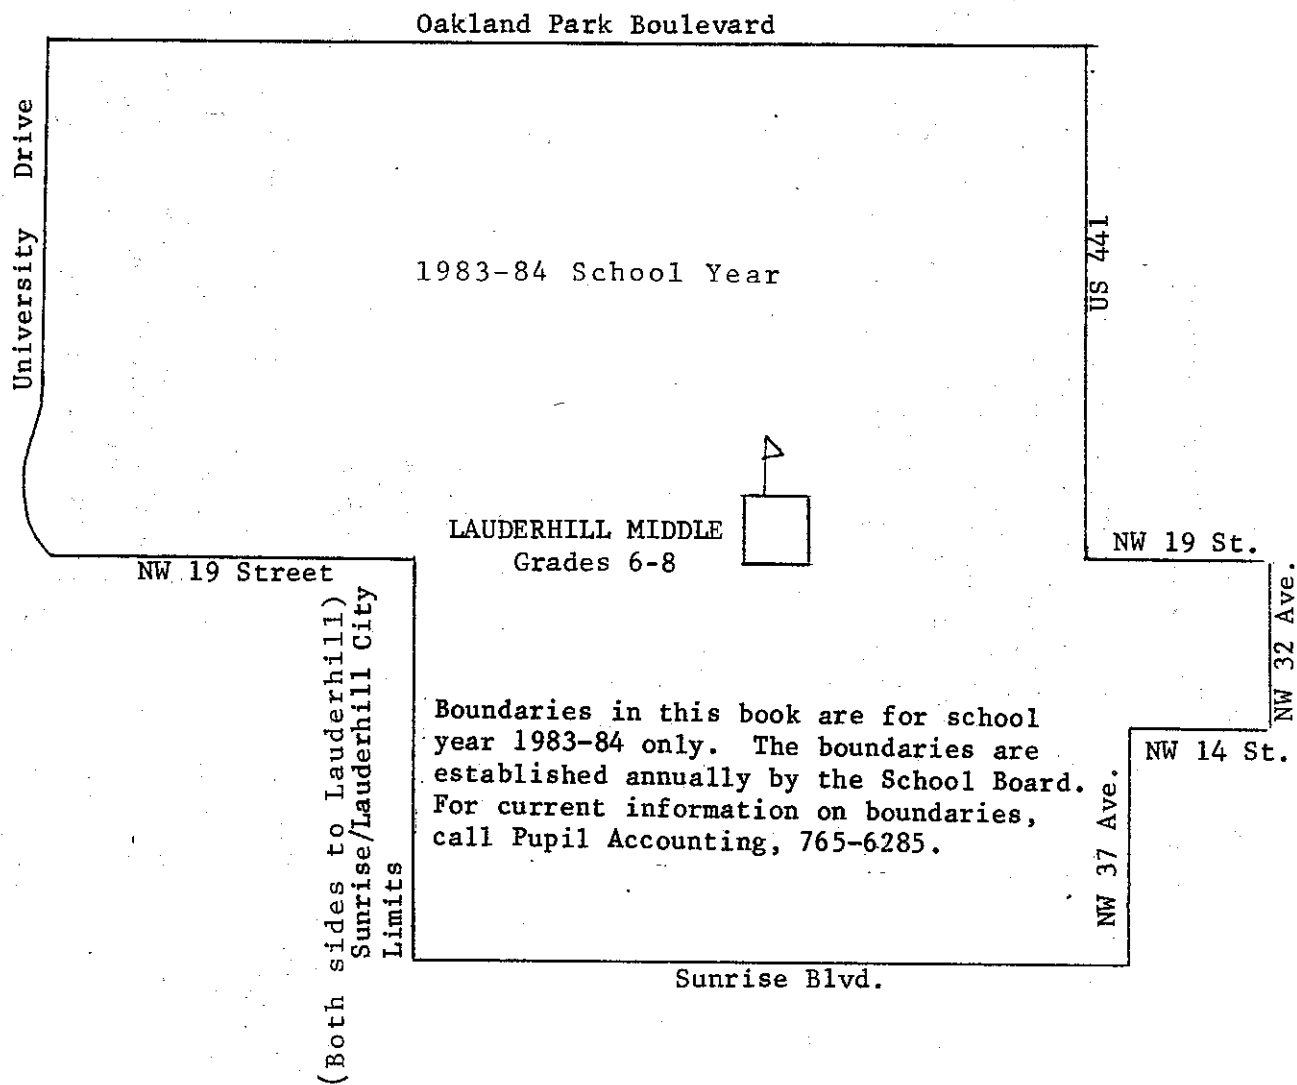 Oakland Park Boulevard
University Drive
1983-84 School Year
US 441
LAUDERHILL MIDDLE
Grades 6-8
NW 19 St.
NW 19 Street
NW 32 Ave.
(Both sides to Lauderhill)
Sunrise/Lauderhill City
Limits
Boundaries in this book are for school
year 1983-84 only. The boundaries are
established annually by the School Board.
For current information on boundaries,
call Pupil Accounting, 765-6285.
NW 14 St.
NW 37 Ave.
Sunrise Blvd.